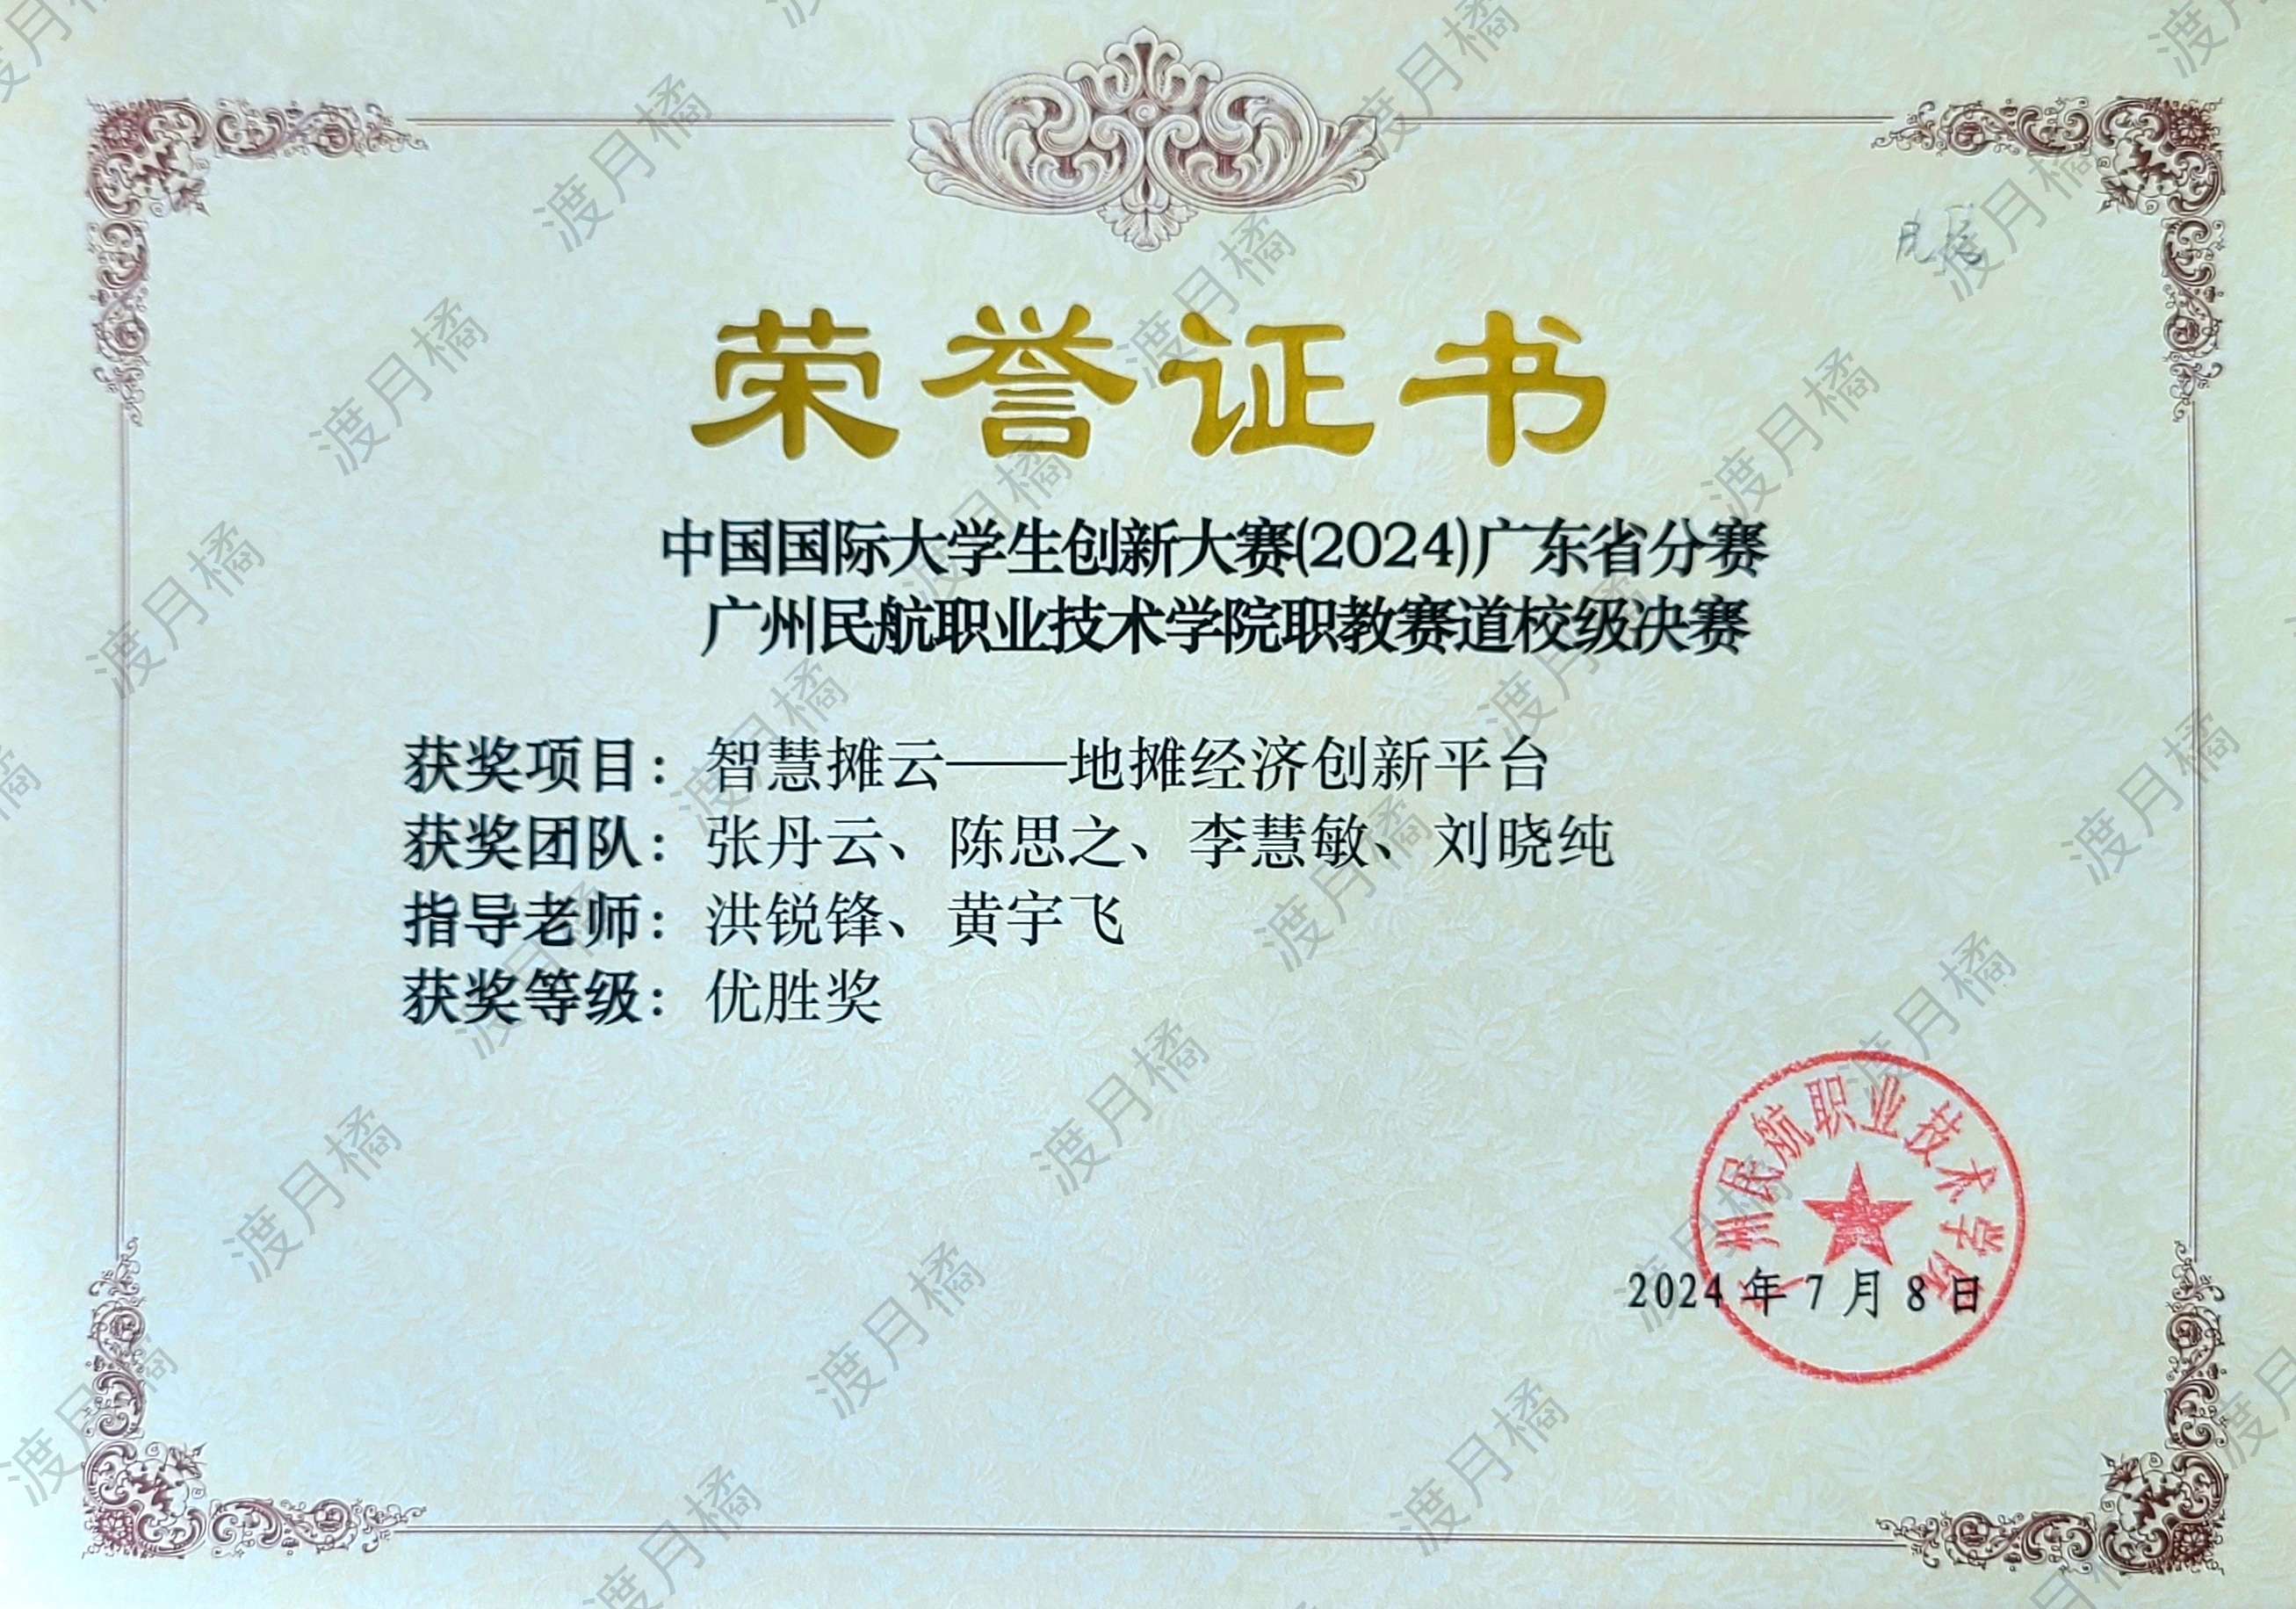 荣誉证书
中国国际大学生创新大赛(2024)广东省分赛
广州民航职业技术学院职教赛道校级决赛
获奖项目：智慧摊云——地摊经济创新平台
获奖团队：张丹云、陈思之、李慧敏、刘晓纯
指导老师：洪锐锋、黄宇飞
获奖等级：优胜奖
广州民航职业技术学院
2024 年 7 月 8 日
渡月橘